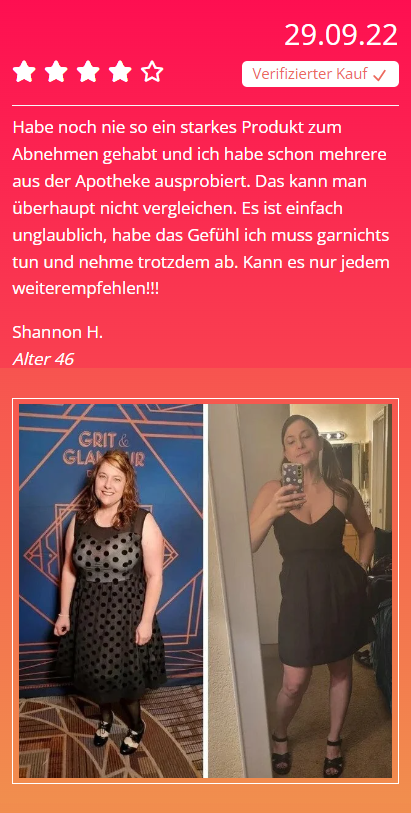 29.09.22
Verifizierter Kauf
Habe noch nie so ein starkes Produkt zum
Abnehmen gehabt und ich habe schon mehrere
aus der Apotheke ausprobiert. Das kann man
überhaupt nicht vergleichen. Es ist einfach
unglaublich, habe das Gefühl ich muss garnichts
tun und nehme trotzdem ab. Kann es nur jedem
weiterempfehlen!!!
Shannon H.
Alter 46
GRIT &
GLAMOUR